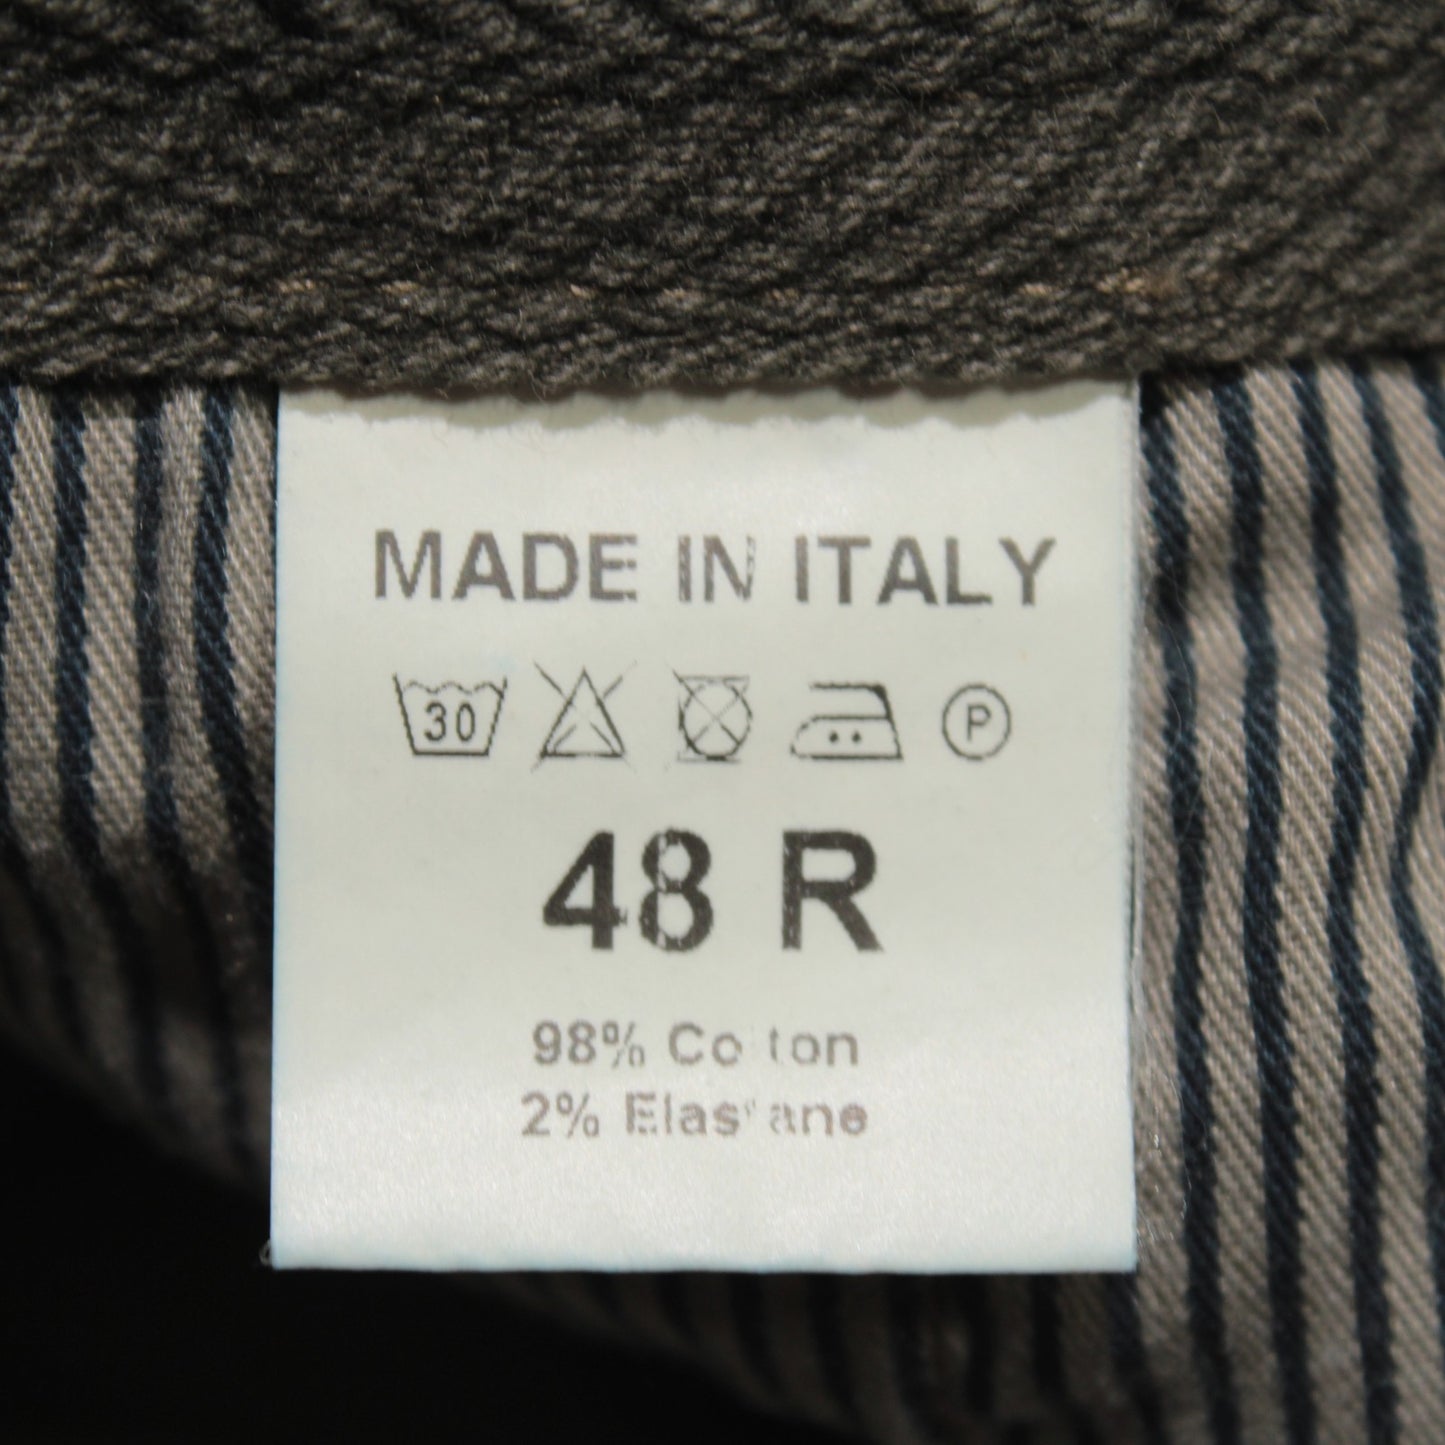 MADE IN ITALY
30 P
48 R
98% Cotton
2% Elastane